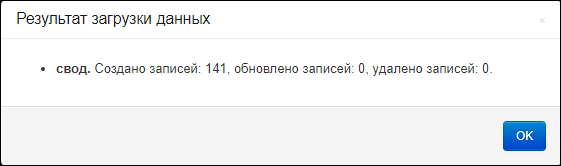 Результат загрузки данных
×
• свод. Создано записей: 141, обновлено записей: 0, удалено записей: 0.
OK